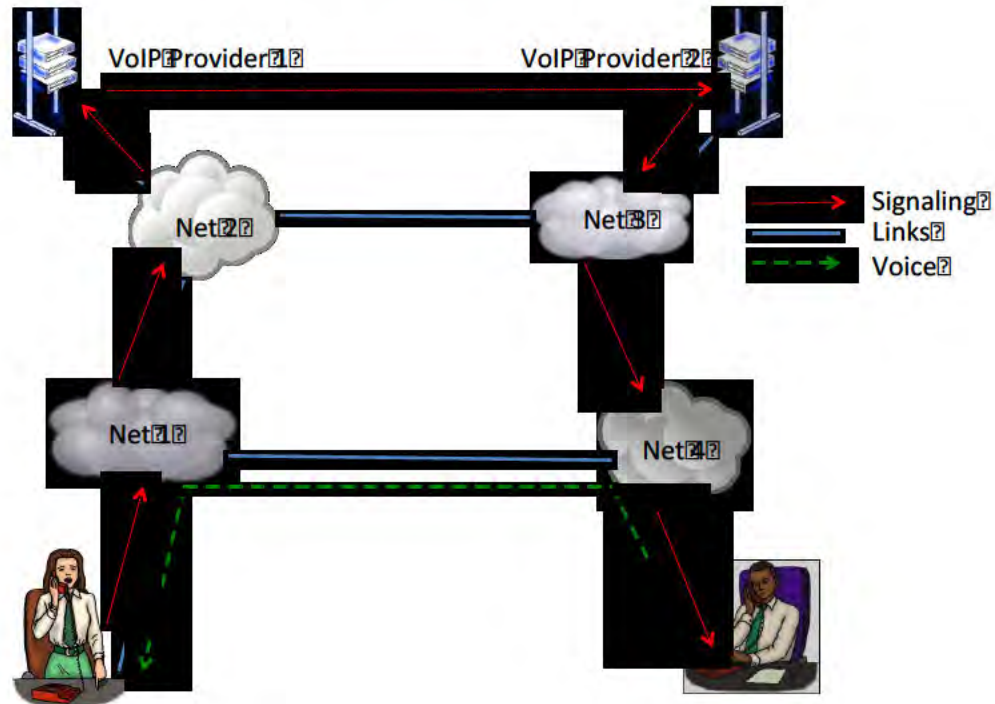 VoIP⍰Provider⍰1⍰
VoIP⍰Provider⍰2⍰
Net⍰2⍰
Net⍰3⍰
Signaling⍰
Links⍰
Voice⍰
Net⍰1⍰
Net⍰4⍰